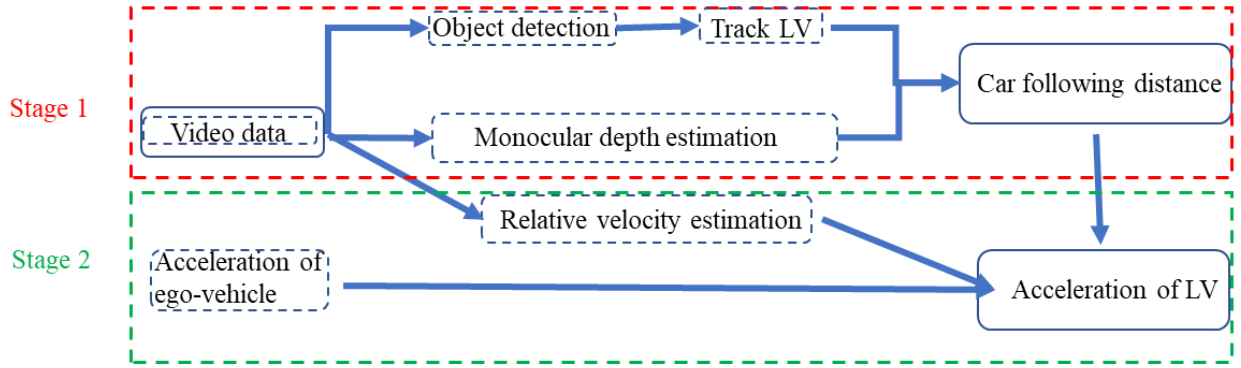 Object detection
Track LV
Stage 1
Car following distance
Video data
Monocular depth estimation
Relative velocity estimation
Stage 2
Acceleration of
ego-vehicle
Acceleration of LV